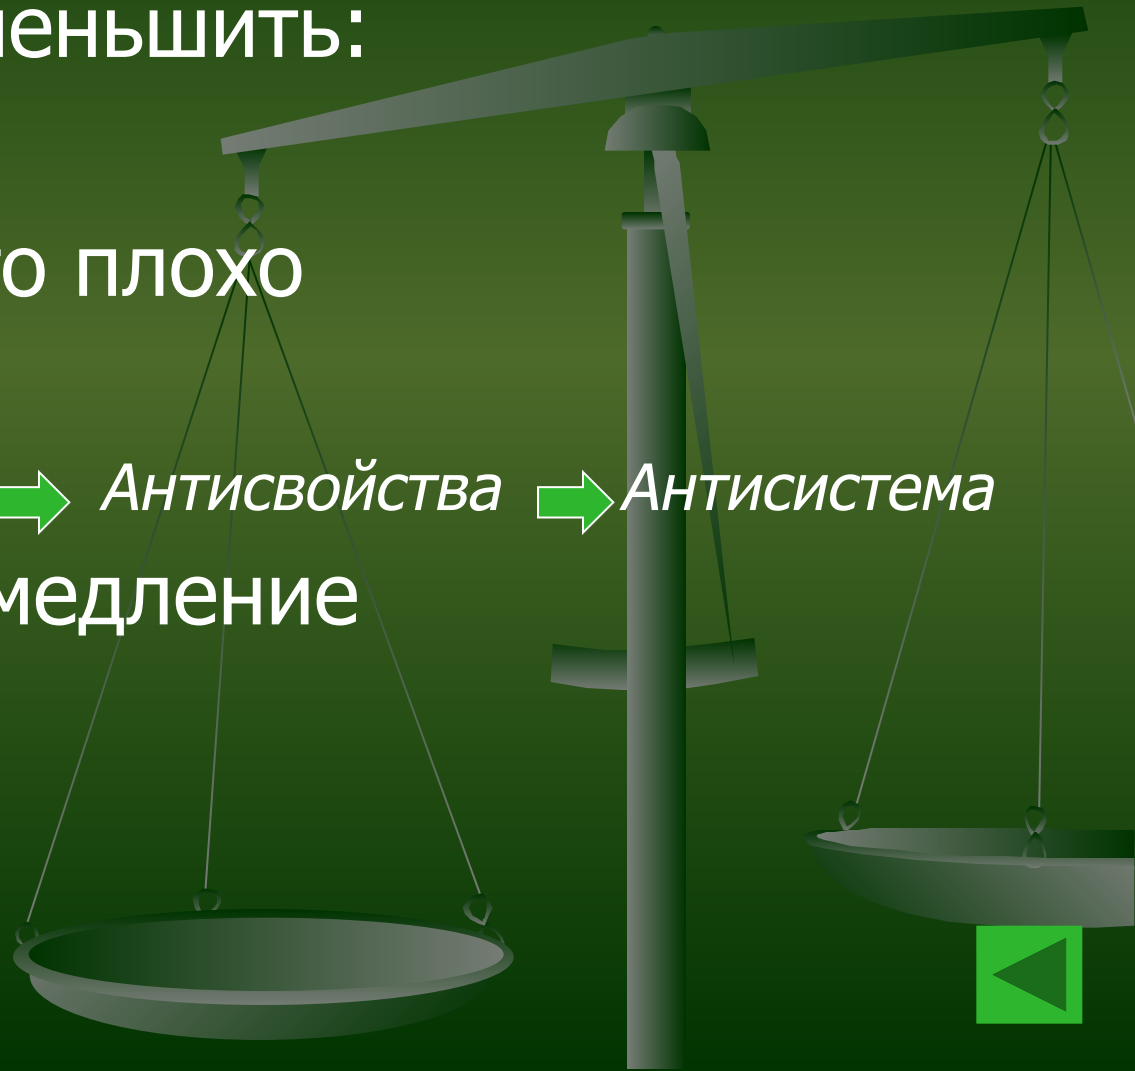 еньшить:
о плохо
Антисвойства Антисистема
медление